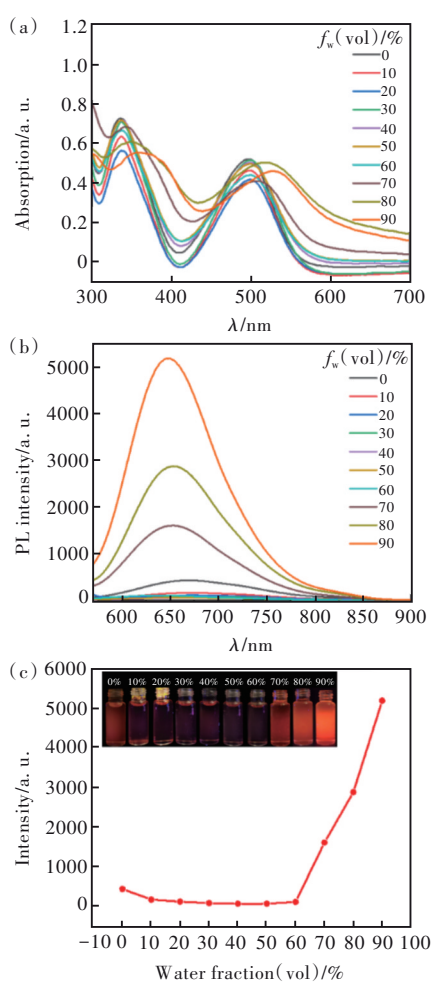 (a)
f_w(vol)/%
0
10
20
30
40
50
60
70
80
90
1.2
1.0
0.8
0.6
0.4
0.2
0
Absorption/a. u.
300 400 500 600 700
λ/nm
(b)
f_w(vol)/%
0
10
20
30
40
50
60
70
80
90
5000
4000
3000
2000
1000
0
PL intensity/a. u.
600 650 700 750 800 850 900
λ/nm
(c)
0% 10% 20% 30% 40% 50% 60% 70% 80% 90%
6000
5000
4000
3000
2000
1000
0
Intensity/a. u.
-10 0 10 20 30 40 50 60 70 80 90 100
Water fraction(vol)/%